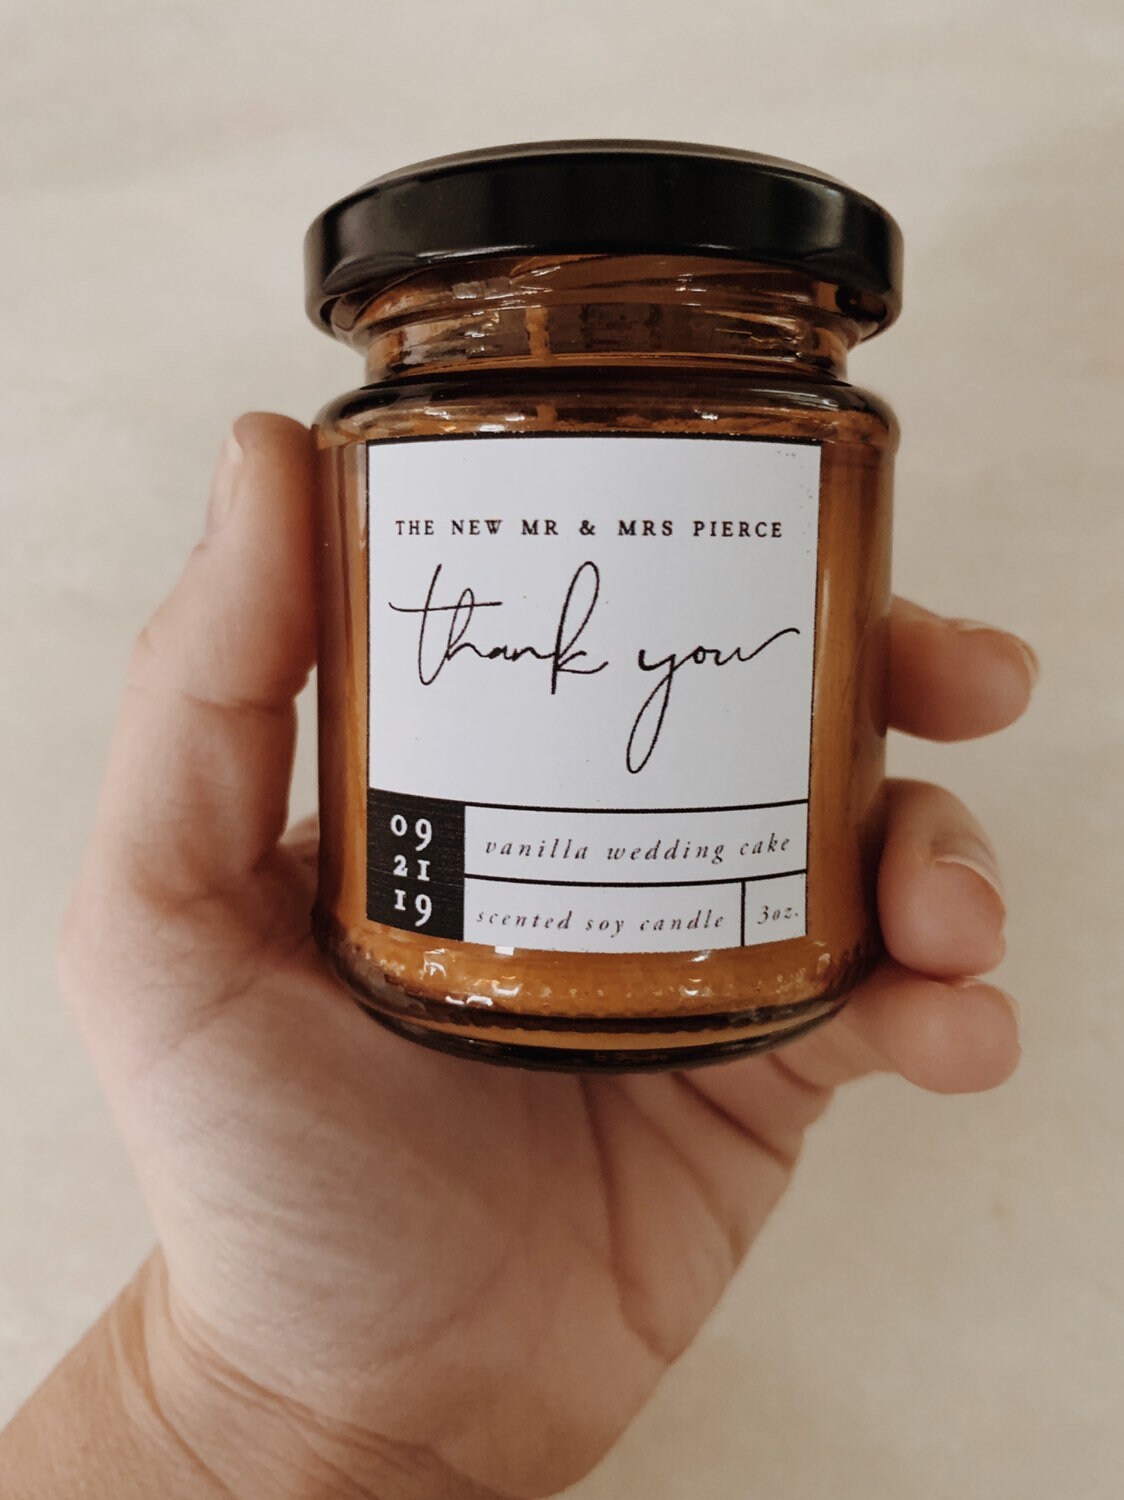 THE NEW MR & MRS PIERCE
thank you
09
21
19
vanilla wedding cake
scented soy candle
3oz.